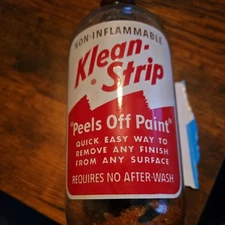 NON-INFLAMMABLE
Klean-
Strip
"Peels Off Paint"
QUICK EASY WAY TO
REMOVE ANY FINISH
FROM ANY SURFACE
REQUIRES NO AFTER-WASH